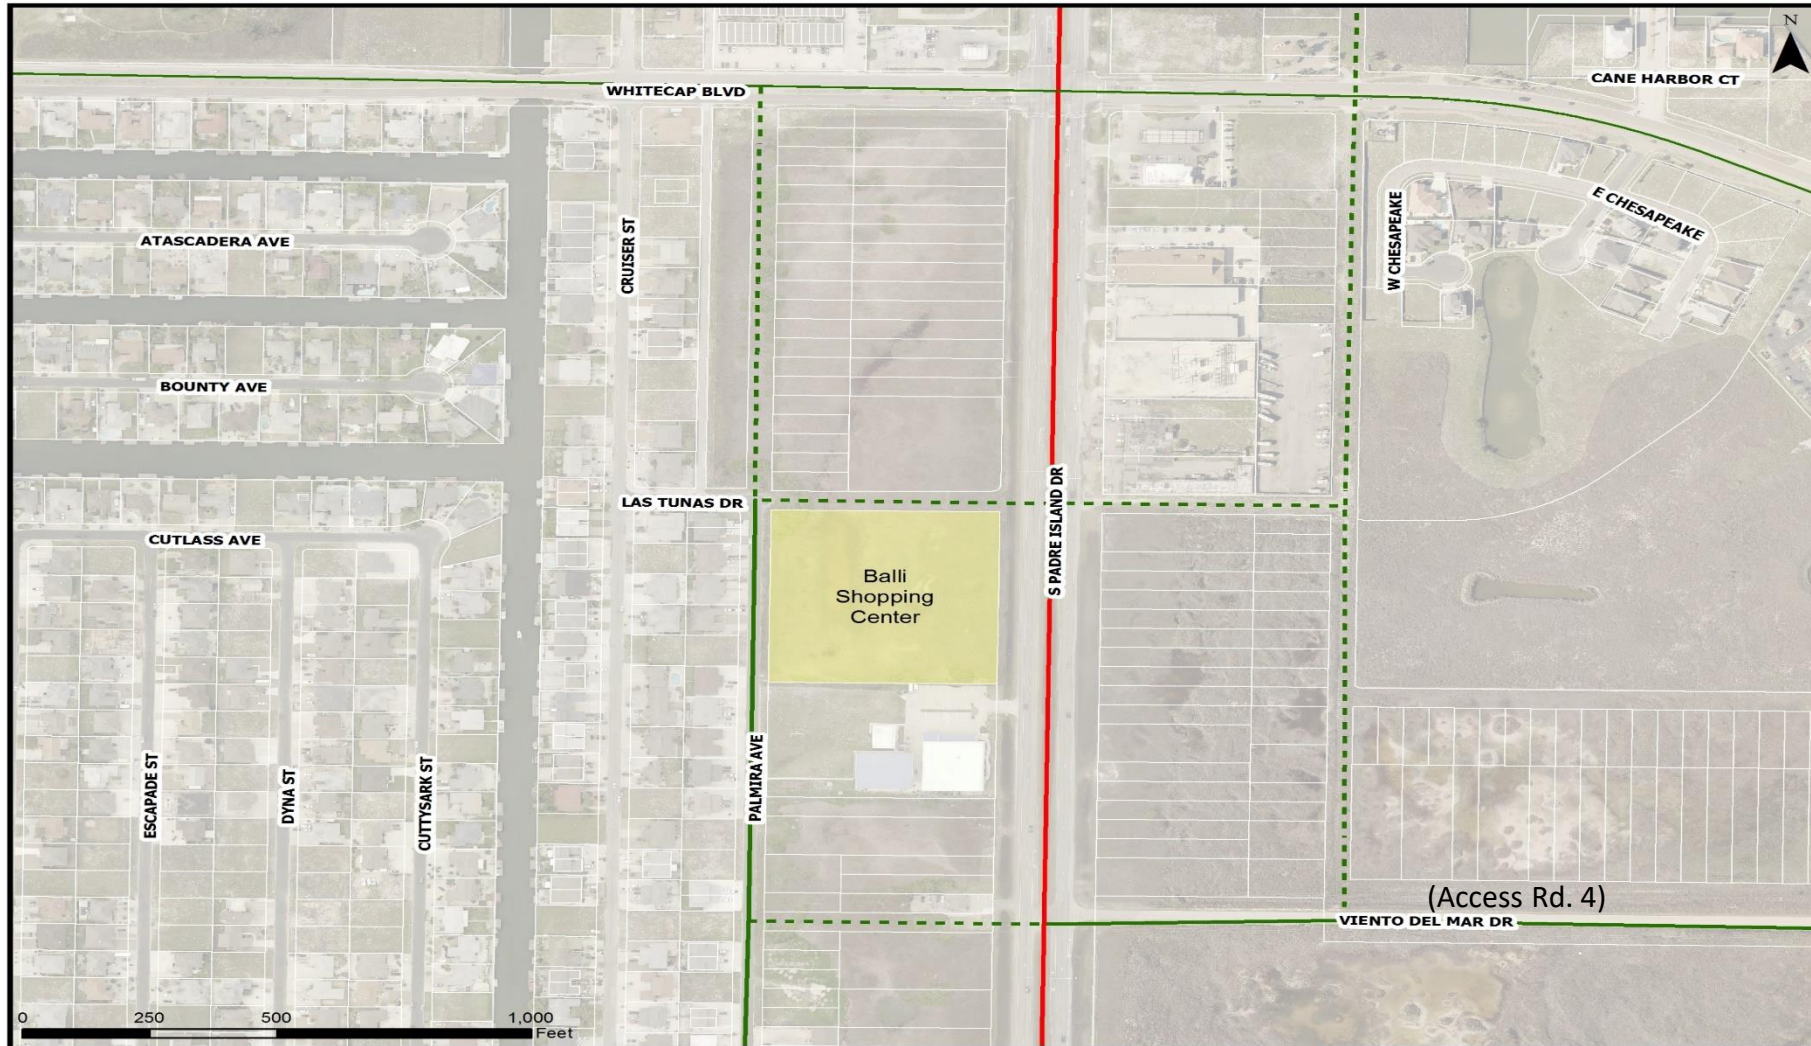 N
CANE HARBOR CT
WHITECAP BLVD
E CHESAPEAKE
W CHESAPEAKE
CRUISER ST
ATASCADERA AVE
BOUNTY AVE
S PADRE ISLAND DR
LAS TUNAS DR
CUTLASS AVE
Balli
Shopping
Center
ESCAPADE ST
DYNA ST
CUTTYSARK ST
PALMIRA AVE
(Access Rd. 4)
VIENTO DEL MAR DR
0 250 500 1,000
Feet